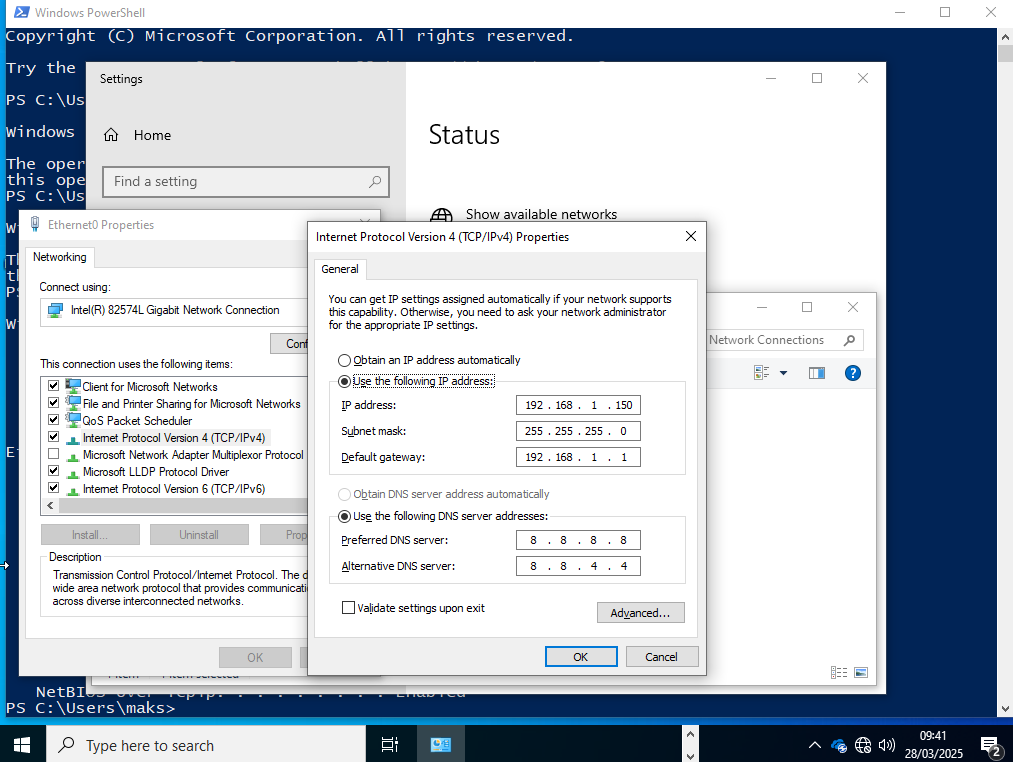 Windows PowerShell
Copyright (C) Microsoft Corporation. All rights reserved.
Try the
PS C:\Us
Windows
The oper
this ope
PS C:\Us
Settings
Home
Find a setting
Status
Show available networks
Ethernet0 Properties
Networking
Connect using:
Intel(R) 82574L Gigabit Network Connection
Conf
This connection uses the following items:
Client for Microsoft Networks
File and Printer Sharing for Microsoft Networks
QoS Packet Scheduler
Internet Protocol Version 4 (TCP/IPv4)
Microsoft Network Adapter Multiplexor Protocol
Microsoft LLDP Protocol Driver
Internet Protocol Version 6 (TCP/IPv6)
Install...
Uninstall
Prop
Description
Transmission Control Protocol/Internet Protocol. The d
wide area network protocol that provides communicati
across diverse interconnected networks.
OK
Internet Protocol Version 4 (TCP/IPv4) Properties
General
You can get IP settings assigned automatically if your network supports
this capability. Otherwise, you need to ask your network administrator
for the appropriate IP settings.
Obtain an IP address automatically
Use the following IP address:
IP address: 192 . 168 . 1 . 150
Subnet mask: 255 . 255 . 255 . 0
Default gateway: 192 . 168 . 1 . 1
Obtain DNS server address automatically
Use the following DNS server addresses:
Preferred DNS server: 8 . 8 . 8 . 8
Alternative DNS server: 8 . 8 . 4 . 4
Validate settings upon exit
Advanced...
OK
Cancel
Network Connections
PS C:\Users\maks>
Type here to search
09:41
28/03/2025
2